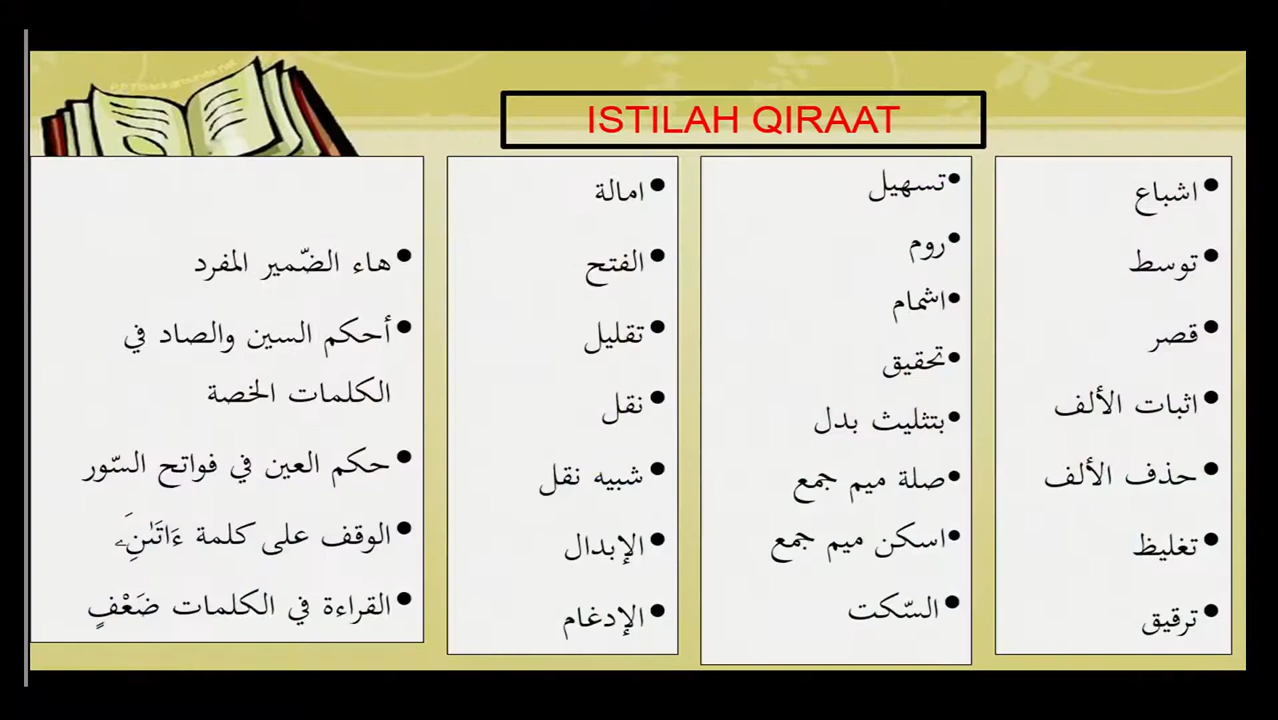 ISTILAH QIRAAT
• اشباع
• توسط
• قصر
• اثبات الألف
• حذف الألف
• تغليظ
• ترقيق
• تسهيل
• روم
• اشمام
• تحقيق
• بتثليث بدل
• صلة ميم جمع
• اسكن ميم جمع
• السّكت
• امالة
• الفتح
• تقليل
• نقل
• شبيه نقل
• الإبدال
• الإدغام
• هاء الضّمير المفرد
• أحكم السين والصاد في
الكلمات الخصة
• حكم العين في فواتح السّور
• الوقف على كلمة ءَاتَىٰنِۦَ
• القراءة في الكلمات ضَعْفٍ